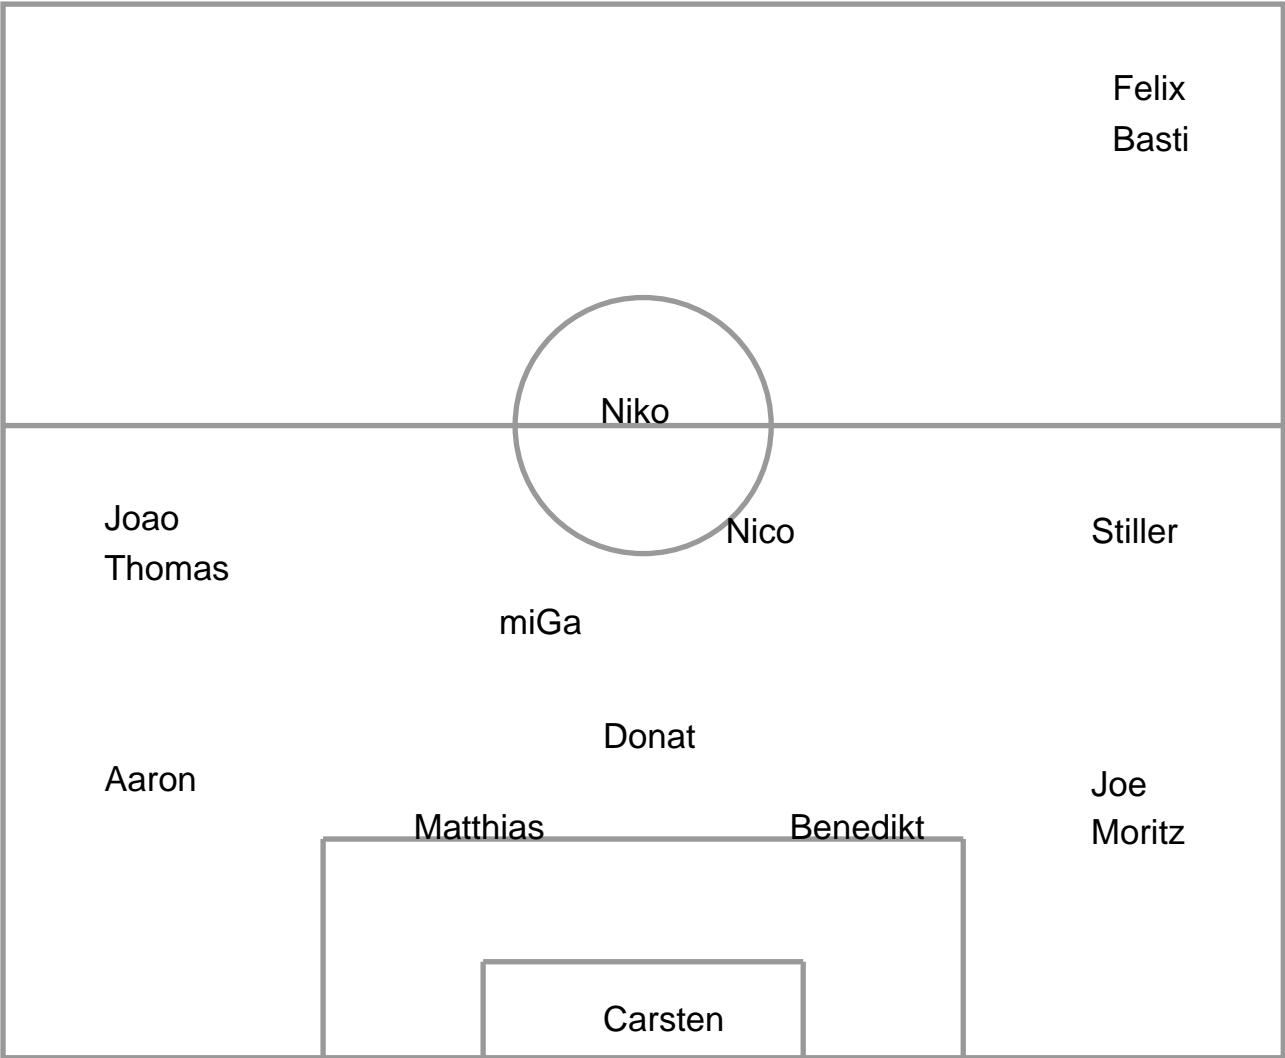 Felix
Basti
Niko
Joao
Thomas
Nico
Stiller
miGa
Donat
Aaron
Joe
Moritz
Matthias
Benedikt
Carsten